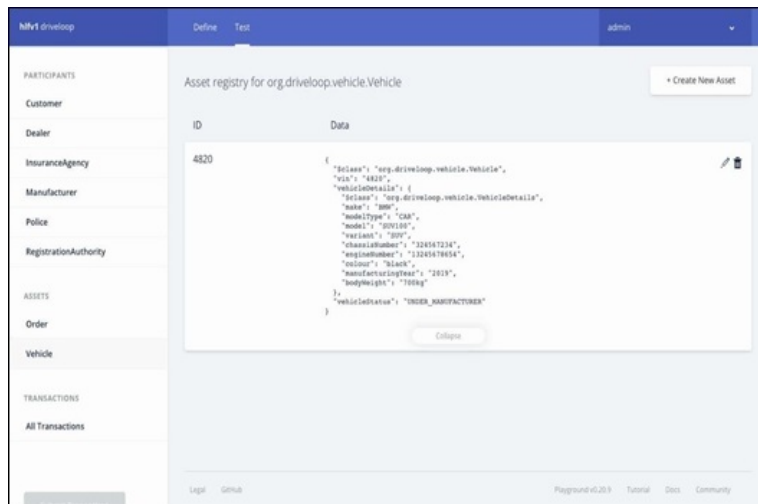 hlfv1 driveloop
Define Test
admin
PARTICIPANTS
Customer
Dealer
InsuranceAgency
Manufacturer
Police
RegistrationAuthority
ASSETS
Order
Vehicle
TRANSACTIONS
All Transactions
Asset registry for org.driveloop.vehicle.Vehicle
+ Create New Asset
ID Data
4820
{
"$class": "org.driveloop.vehicle.Vehicle",
"vin": "4820",
"vehicleDetails": {
"$class": "org.driveloop.vehicle.VehicleDetails",
"make": "BMW",
"modelType": "CAR",
"model": "SUV100",
"variant": "SUV",
"chassisNumber": "324567234",
"engineNumber": "13245678654",
"colour": "black",
"manufacturingYear": "2019",
"bodyWeight": "700kg"
},
"vehicleStatus": "UNDER_MANUFACTURER"
}
Collapse
Legal GitHub
Playground v0.20.9 Tutorial Docs Community